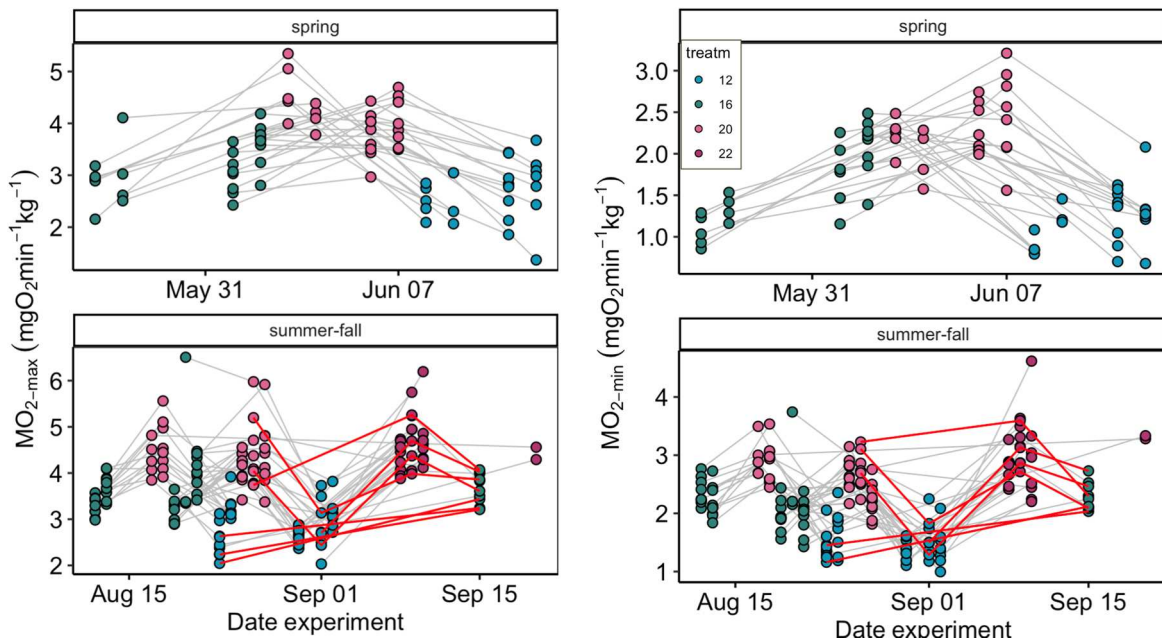 spring
MO₂₋max (mgO₂min⁻¹kg⁻¹)
5
4
3
2
May 31
Jun 07
summer-fall
6
5
4
3
2
Aug 15
Sep 01
Sep 15
Date experiment
spring
MO₂₋min (mgO₂min⁻¹kg⁻¹)
treatm
12
16
20
22
3.0
2.5
2.0
1.5
1.0
May 31
Jun 07
summer-fall
4
3
2
1
Aug 15
Sep 01
Sep 15
Date experiment